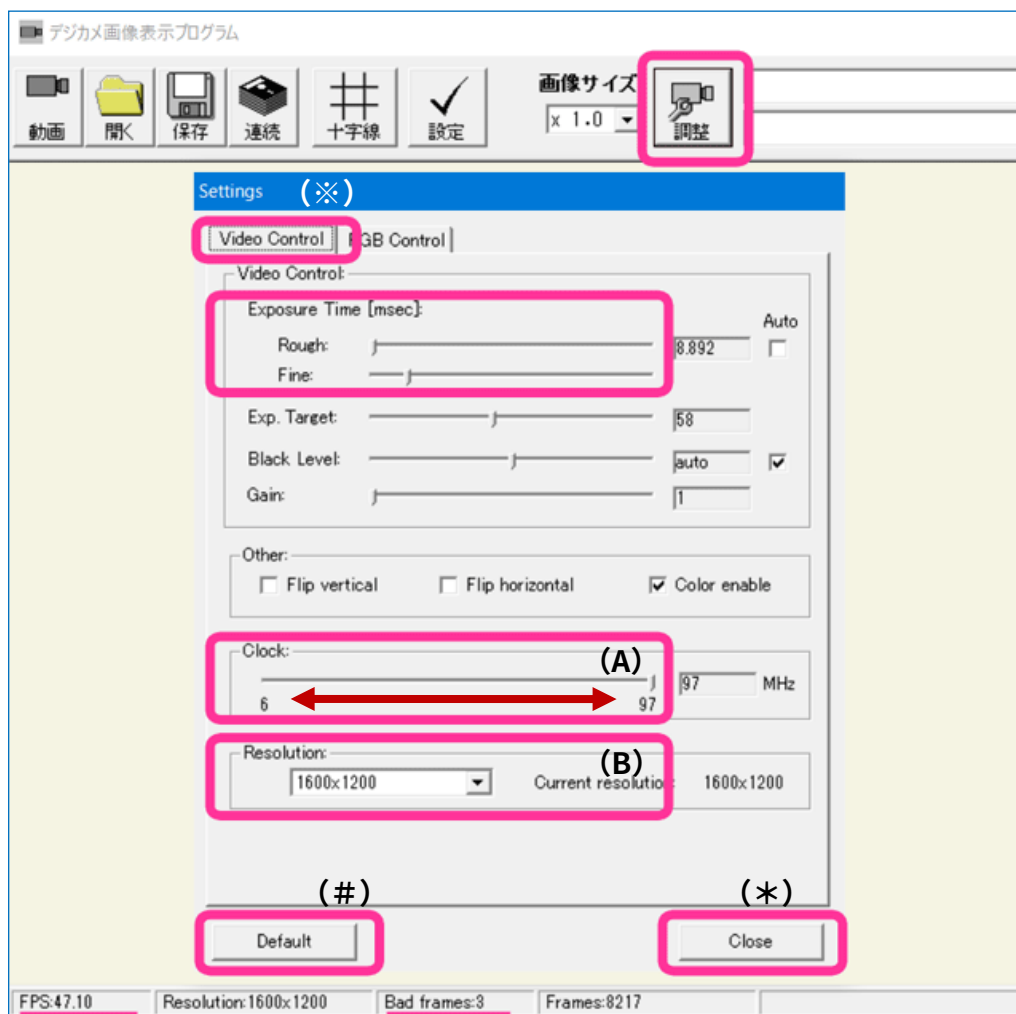 デジカメ画像表示プログラム
画像サイズ
動画 開く 保存 連続 十字線 設定 x 1.0 調整
Settings (※)
Video Control RGB Control
Video Control:
Exposure Time [msec]:
Auto
Rough: 8.892
Fine:
Exp. Target: 58
Black Level: auto
Gain: 1
Other:
Flip vertical Flip horizontal Color enable
Clock: (A)
97 MHz
6 97
Resolution: (B)
1600x1200 Current resolution: 1600x1200
(#) (*)
Default Close
FPS:47.10 Resolution:1600x1200 Bad frames:3 Frames:8217